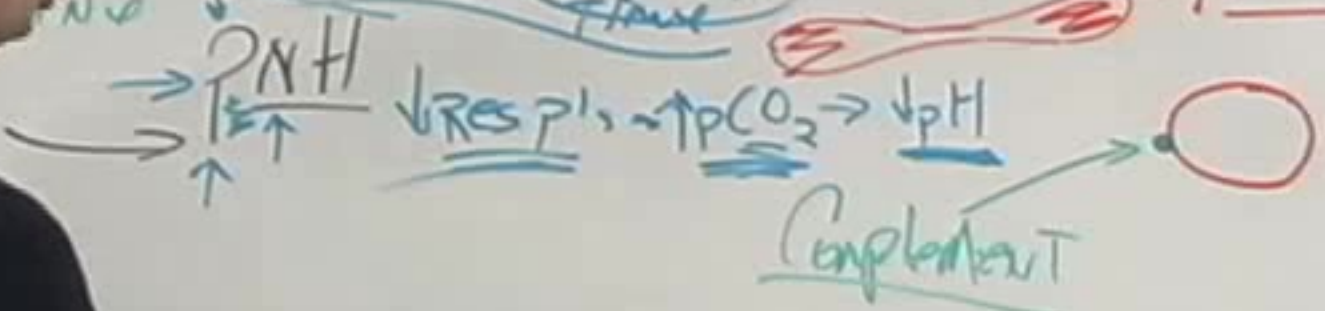 PNH ↓Resp'n ↑pCO₂ → ↓pH
Complement